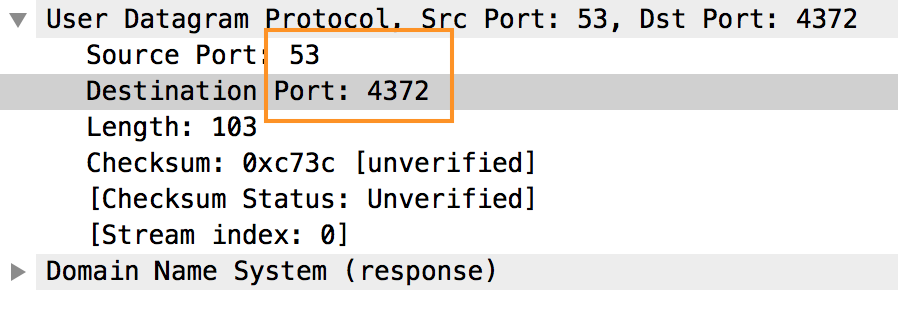 User Datagram Protocol, Src Port: 53, Dst Port: 4372
Source Port: 53
Destination Port: 4372
Length: 103
Checksum: 0xc73c [unverified]
[Checksum Status: Unverified]
[Stream index: 0]
Domain Name System (response)